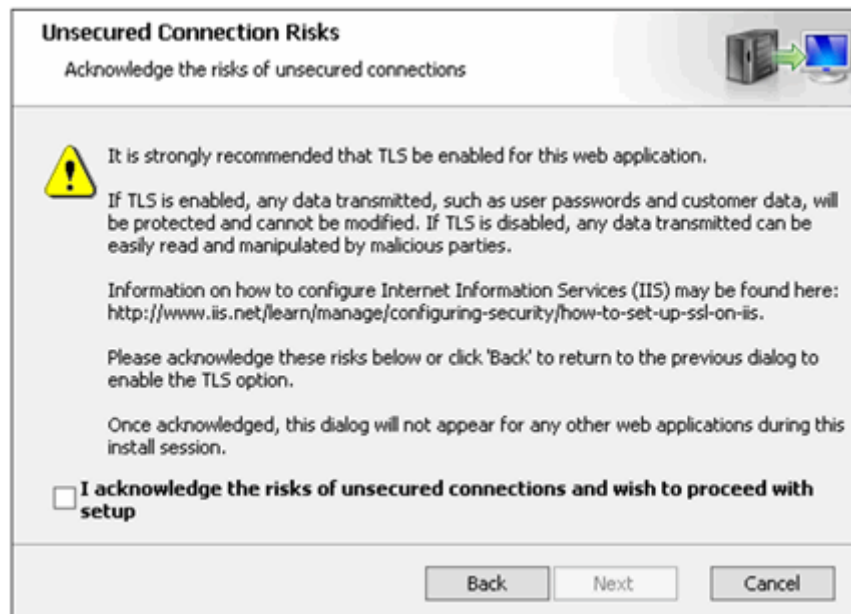 Unsecured Connection Risks
Acknowledge the risks of unsecured connections
It is strongly recommended that TLS be enabled for this web application.
If TLS is enabled, any data transmitted, such as user passwords and customer data, will
be protected and cannot be modified. If TLS is disabled, any data transmitted can be
easily read and manipulated by malicious parties.
Information on how to configure Internet Information Services (IIS) may be found here:
http://www.iis.net/learn/manage/configuring-security/how-to-set-up-ssl-on-iis.
Please acknowledge these risks below or click 'Back' to return to the previous dialog to
enable the TLS option.
Once acknowledged, this dialog will not appear for any other web applications during this
install session.
I acknowledge the risks of unsecured connections and wish to proceed with
setup
Back Next Cancel